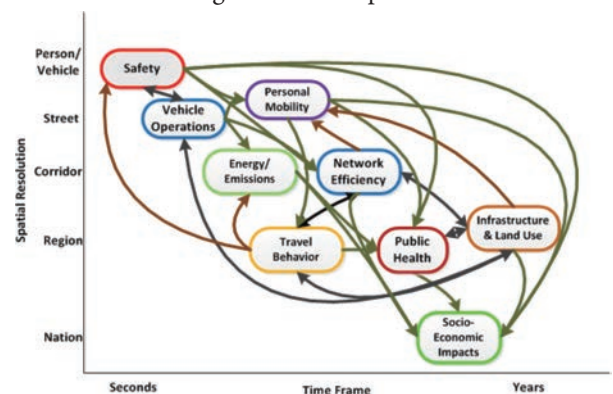 Person/
Vehicle
Street
Corridor
Region
Nation
Spatial Resolution
Safety
Vehicle
Operations
Personal
Mobility
Energy/
Emissions
Network
Efficiency
Travel
Behavior
Public
Health
Infrastructure
& Land Use
Socio-
Economic
Impacts
Seconds
Time Frame
Years